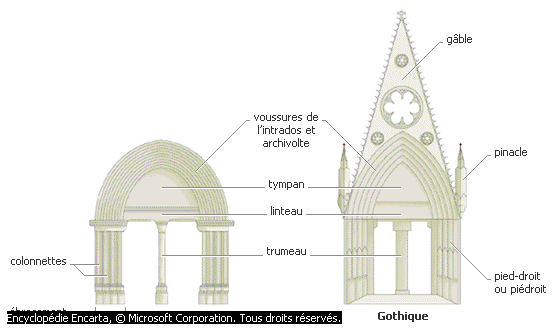 gâble
voussures de
l'intrados et
archivolte
pinacle
tympan
linteau
trumeau
colonnettes
pied-droit
ou piédroit
Encyclopédie Encarta, © Microsoft Corporation. Tous droits réservés.
Gothique